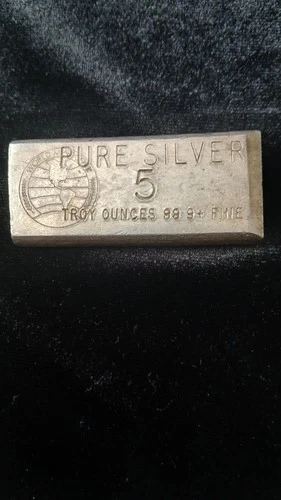 PURE SILVER
5
TROY OUNCES 99 9+ FINE